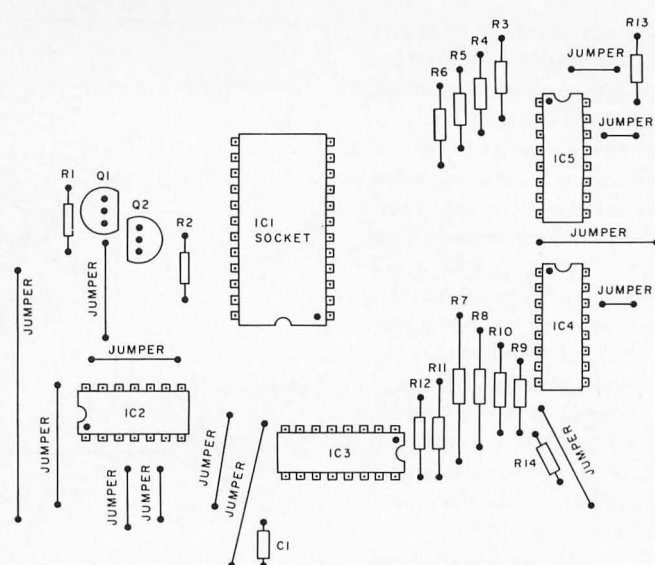 R13
R3
R4
JUMPER
R5
R6
JUMPER
IC5
R1
Q1
Q2
R2
IC1
SOCKET
JUMPER
JUMPER
JUMPER
JUMPER
IC4
R7
R8
R10
R9
JUMPER
R11
R12
IC2
JUMPER
JUMPER
JUMPER
IC3
R14
JUMPER
JUMPER
JUMPER
JUMPER
C1